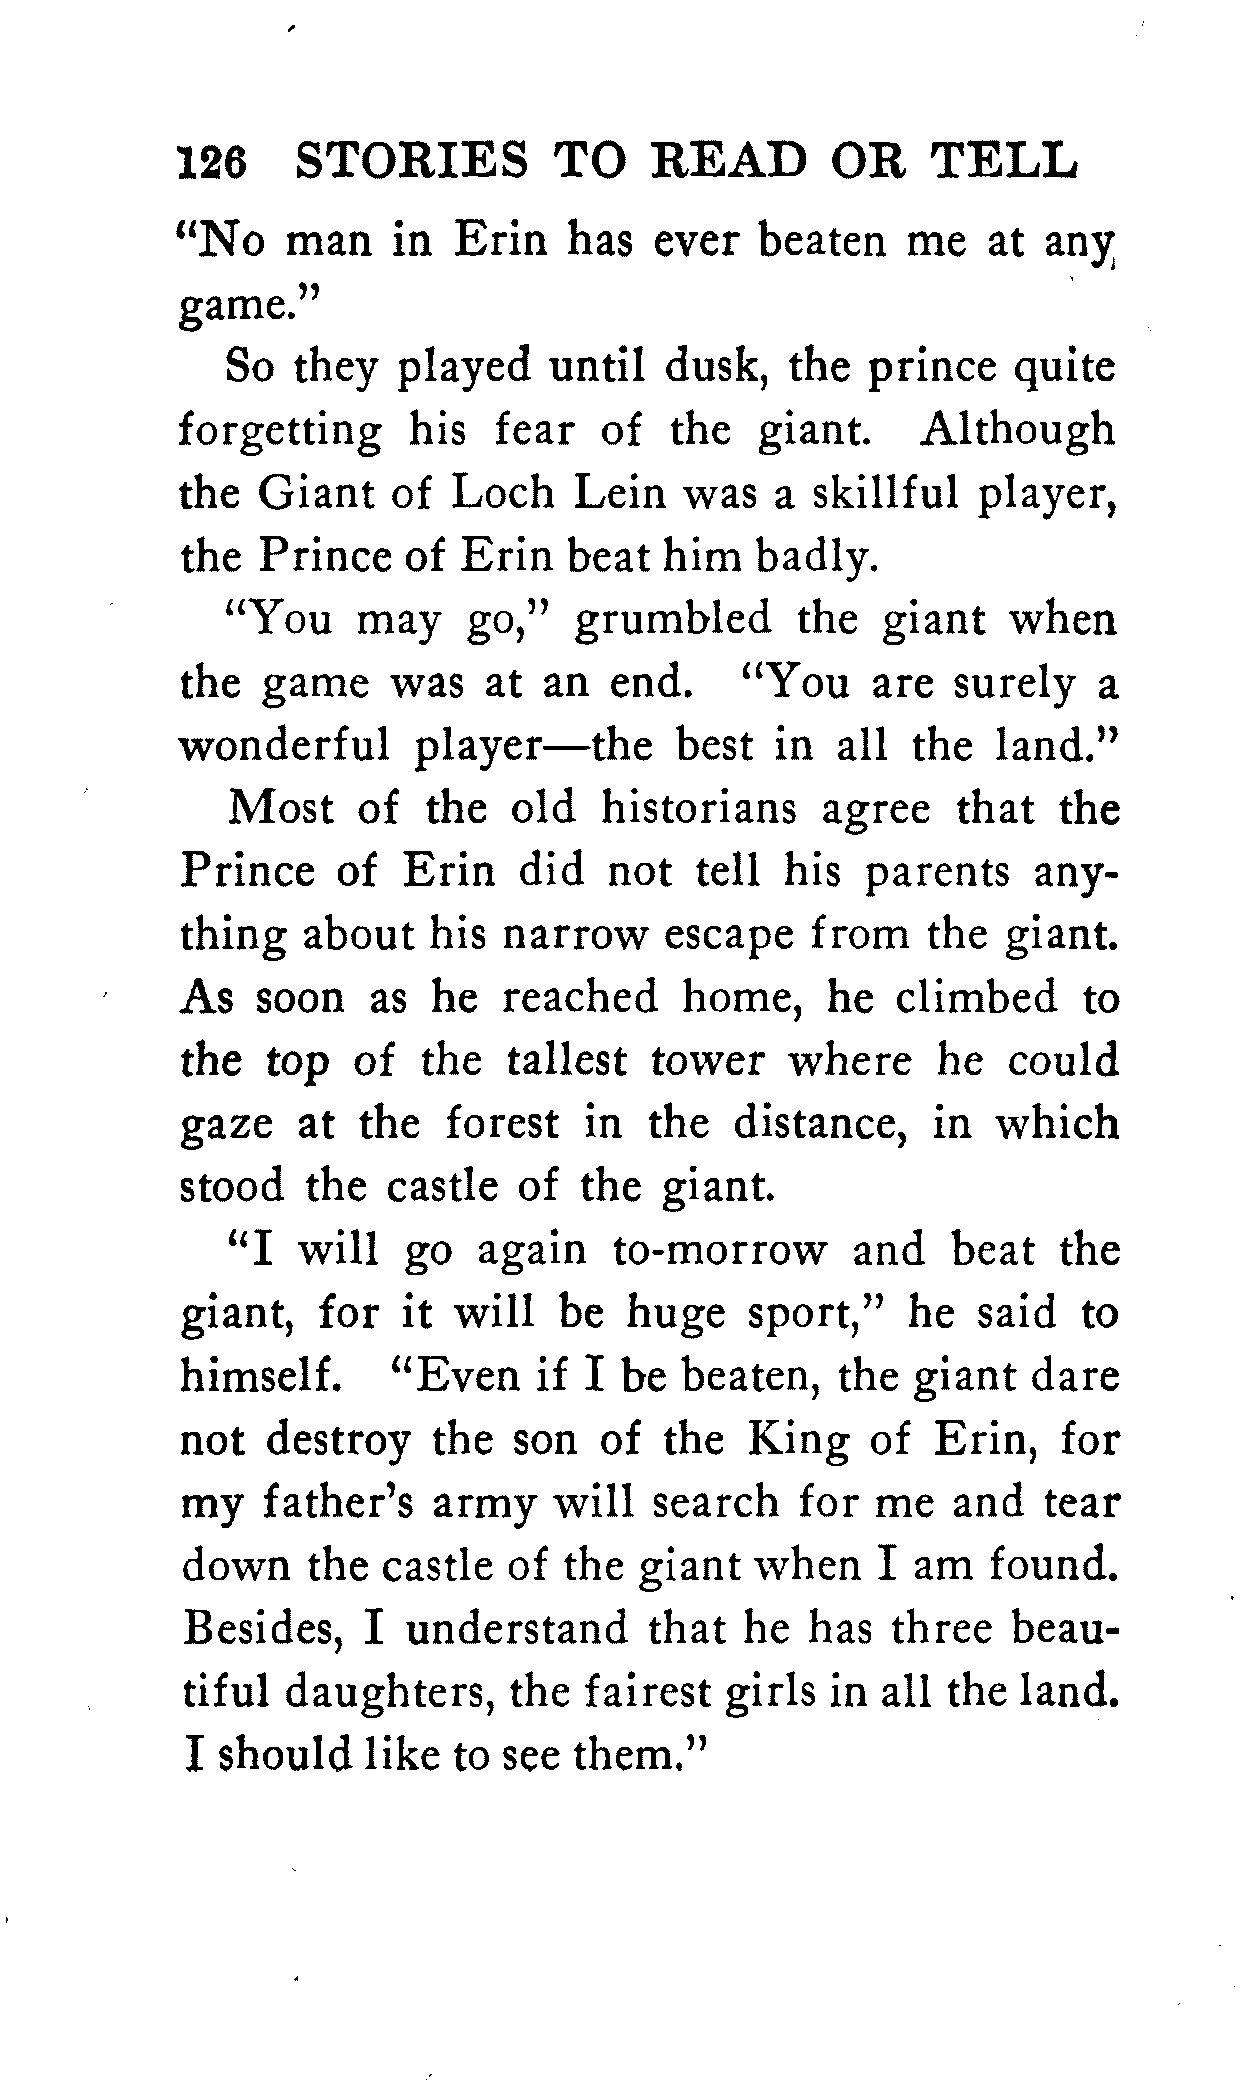 126 STORIES TO READ OR TELL
“No man in Erin has ever beaten me at any
game.”
So they played until dusk, the prince quite
forgetting his fear of the giant. Although
the Giant of Loch Lein was a skillful player,
the Prince of Erin beat him badly.
“You may go,” grumbled the giant when
the game was at an end. “You are surely a
wonderful player—the best in all the land.”
Most of the old historians agree that the
Prince of Erin did not tell his parents any-
thing about his narrow escape from the giant.
As soon as he reached home, he climbed to
the top of the tallest tower where he could
gaze at the forest in the distance, in which
stood the castle of the giant.
“I will go again to-morrow and beat the
giant, for it will be huge sport,” he said to
himself. “Even if I be beaten, the giant dare
not destroy the son of the King of Erin, for
my father’s army will search for me and tear
down the castle of the giant when I am found.
Besides, I understand that he has three beau-
tiful daughters, the fairest girls in all the land.
I should like to see them.”